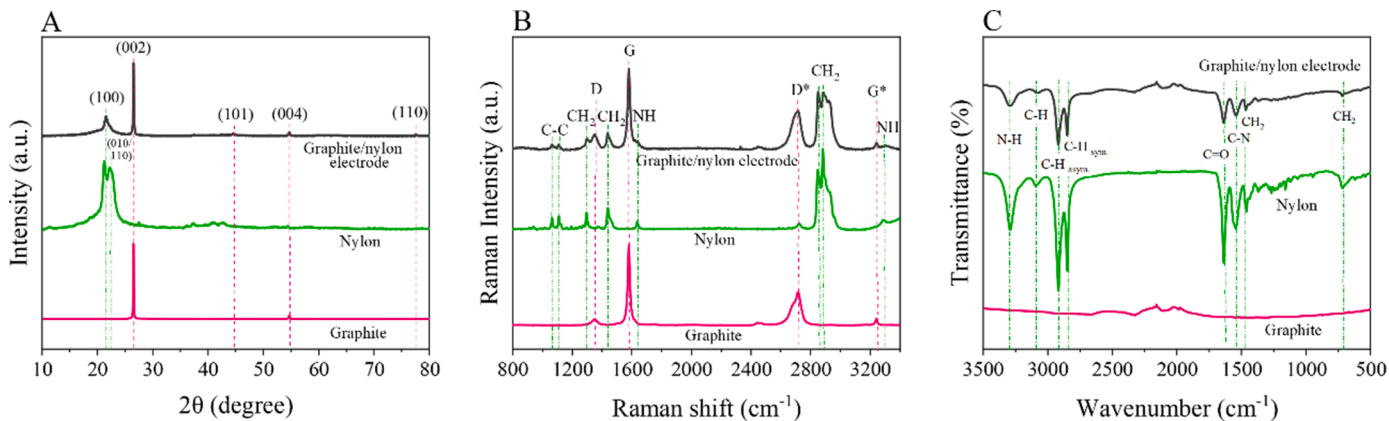 A
Intensity (a.u.)
(002)
(100)
(010/
110)
(101)
(004)
(110)
Graphite/nylon
electrode
Nylon
Graphite
10 20 30 40 50 60 70 80
2θ (degree)
B
Raman Intensity (a.u.)
G
D
C-C
CH2
CH2
NH
D*
CH2
G*
NH
Graphite/nylon electrode
Nylon
Graphite
800 1200 1600 2000 2400 2800 3200
Raman shift (cm-1)
C
Transmittance (%)
Graphite/nylon electrode
N-H
C-H
C-H asym.
C-H sym.
C=O
C-N
CH2
CH2
Nylon
Graphite
3500 3000 2500 2000 1500 1000 500
Wavenumber (cm-1)